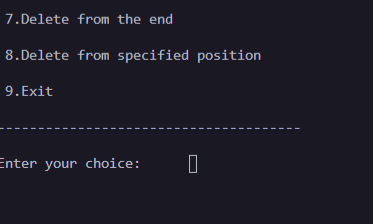 7.Delete from the end
8.Delete from specified position
9.Exit
--------------------------------------
Enter your choice: